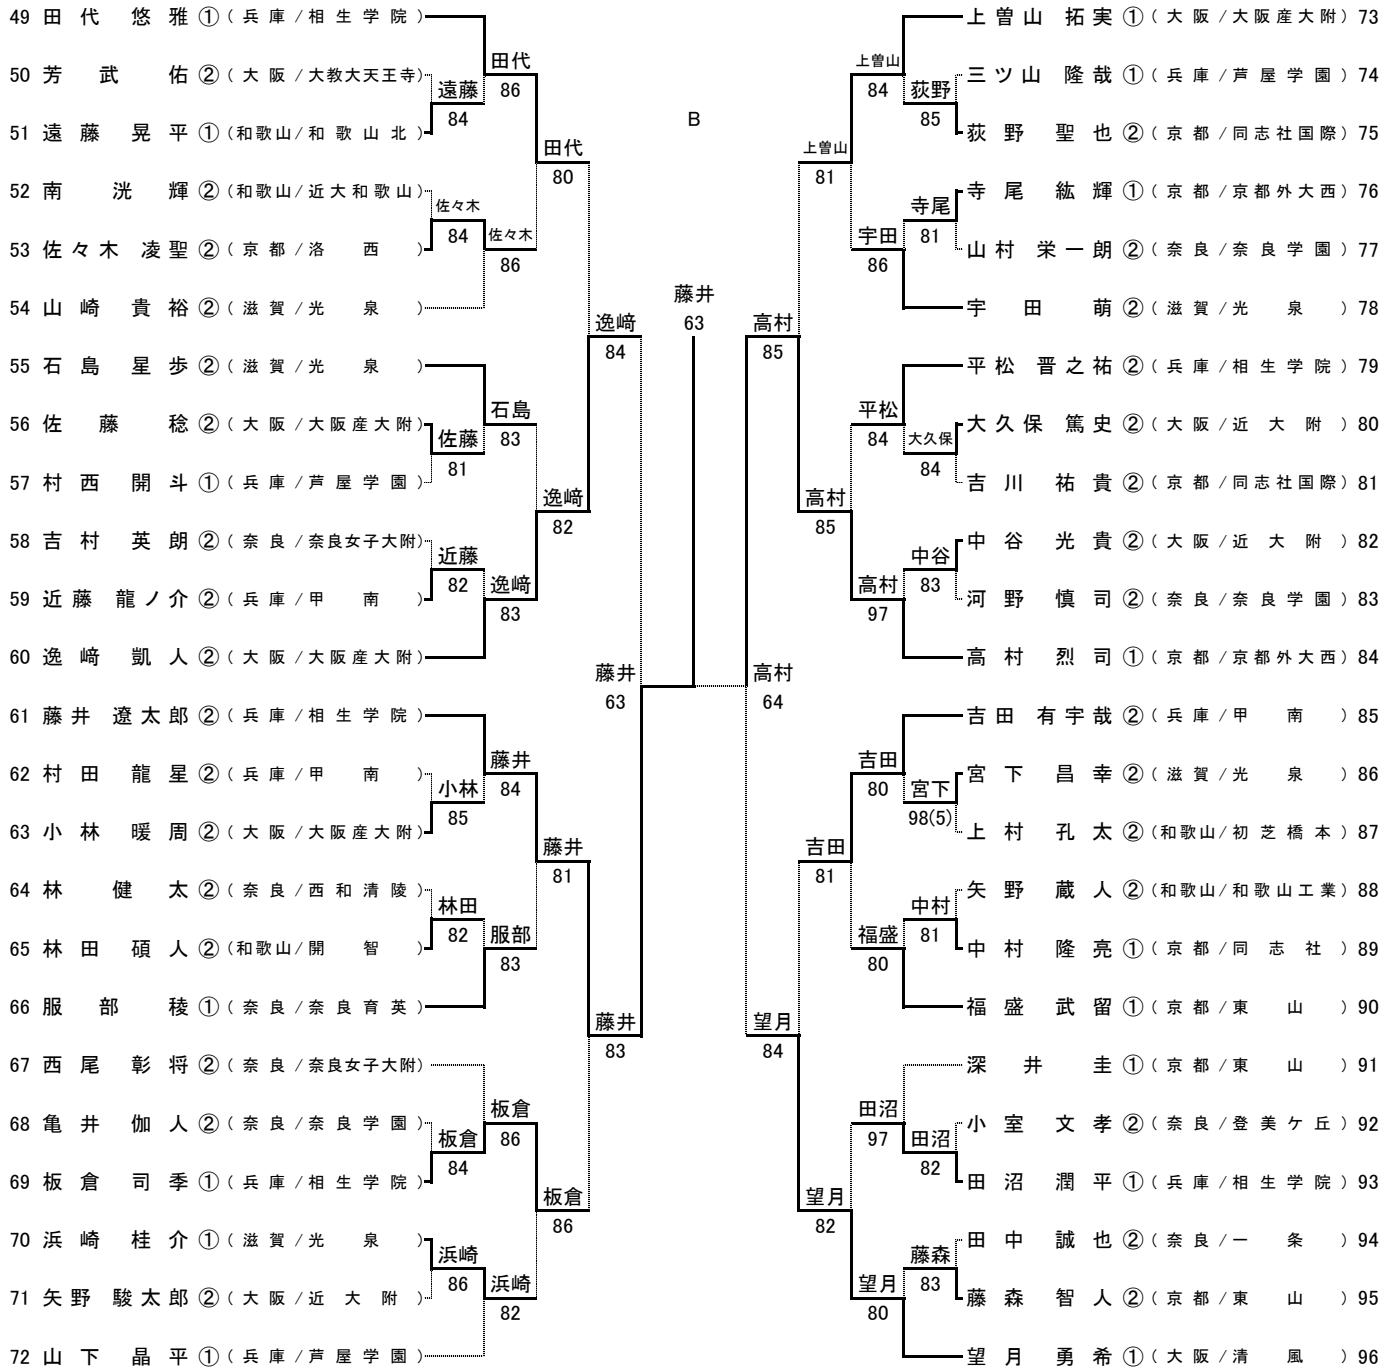 49 田代 悠雅 ① (兵庫/相生学院)
50 芳武 佑 ② (大阪/大教大天王寺)
51 遠藤 晃平 ① (和歌山/和歌山北)
52 南 洸輝 ② (和歌山/近大和歌山)
53 佐々木 凌聖 ② (京都/洛西)
54 山崎 貴裕 ② (滋賀/光泉)
55 石島 星歩 ② (滋賀/光泉)
56 佐藤 稔 ② (大阪/大阪産大附)
57 村西 開斗 ① (兵庫/芦屋学園)
58 吉村 英朗 ② (奈良/奈良女子大附)
59 近藤 龍ノ介 ② (兵庫/甲南)
60 逸﨑 凱人 ② (大阪/大阪産大附)
61 藤井 遼太郎 ② (兵庫/相生学院)
62 村田 龍星 ② (兵庫/甲南)
63 小林 暖周 ② (大阪/大阪産大附)
64 林 健太 ② (奈良/西和清陵)
65 林田 碩人 ② (和歌山/開智)
66 服部 稜 ① (奈良/奈良育英)
67 西尾 彰将 ② (奈良/奈良女子大附)
68 亀井 伽人 ② (奈良/奈良学園)
69 板倉 司季 ① (兵庫/相生学院)
70 浜崎 桂介 ① (滋賀/光泉)
71 矢野 駿太郎 ② (大阪/近大附)
72 山下 晶平 ① (兵庫/芦屋学園)
遠藤
84
佐々木
84
佐藤
81
近藤
82
小林
85
林田
82
板倉
84
浜崎
86
田代
86
佐々木
86
石島
83
逸﨑
83
藤井
84
服部
83
板倉
86
浜崎
82
田代
80
逸﨑
82
藤井
81
板倉
86
逸﨑
84
藤井
83
藤井
63
B
藤井
63
高村
64
高村
85
望月
84
上曽山
81
高村
85
吉田
81
望月
82
上曽山
84
宇田
86
平松
84
高村
97
吉田
80
福盛
80
田沼
97
望月
80
荻野
85
寺尾
81
大久保
84
中谷
83
宮下
98(5)
中村
81
田沼
82
藤森
83
上曽山 拓実 ① (大阪/大阪産大附) 73
三ツ山 隆哉 ① (兵庫/芦屋学園) 74
荻野 聖也 ② (京都/同志社国際) 75
寺尾 紘輝 ① (京都/京都外大西) 76
山村 栄一朗 ② (奈良/奈良学園) 77
宇田 萌 ② (滋賀/光泉) 78
平松 晋之祐 ② (兵庫/相生学院) 79
大久保 篤史 ② (大阪/近大附) 80
吉川 祐貴 ② (京都/同志社国際) 81
中谷 光貴 ② (大阪/近大附) 82
河野 慎司 ② (奈良/奈良学園) 83
高村 烈司 ① (京都/京都外大西) 84
吉田 有宇哉 ② (兵庫/甲南) 85
宮下 昌幸 ② (滋賀/光泉) 86
上村 孔太 ② (和歌山/初芝橋本) 87
矢野 蔵人 ② (和歌山/和歌山工業) 88
中村 隆亮 ① (京都/同志社) 89
福盛 武留 ① (京都/東山) 90
深井 圭 ① (京都/東山) 91
小室 文孝 ② (奈良/登美ケ丘) 92
田沼 潤平 ① (兵庫/相生学院) 93
田中 誠也 ② (奈良/一条) 94
藤森 智人 ② (京都/東山) 95
望月 勇希 ① (大阪/清風) 96